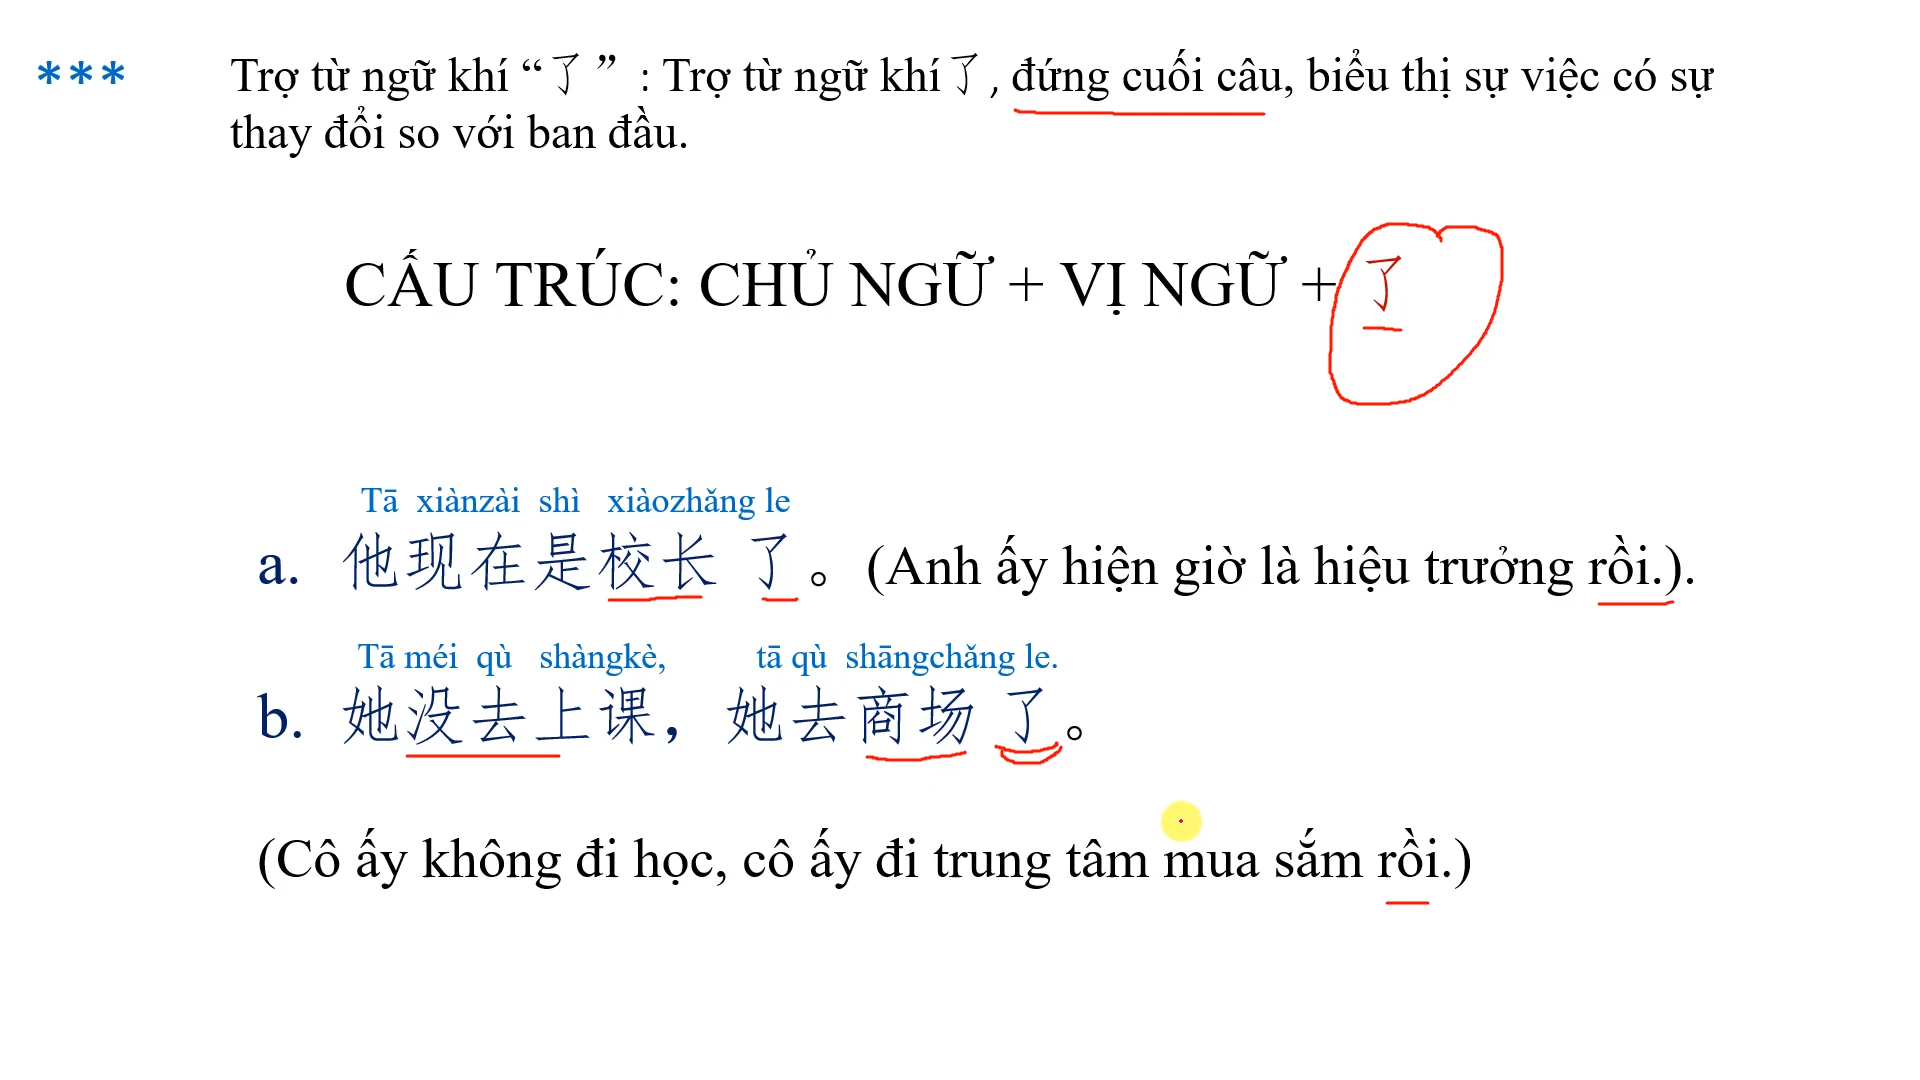 *** Trợ từ ngữ khí “了” : Trợ từ ngữ khí了, đứng cuối câu, biểu thị sự việc có sự
thay đổi so với ban đầu.
CẤU TRÚC: CHỦ NGỮ + VỊ NGỮ + 了
Tā xiànzài shì xiàozhǎng le
a. 他现在是校长 了。(Anh ấy hiện giờ là hiệu trưởng rồi.).
Tā méi qù shàngkè, tā qù shāngchǎng le.
b. 她没去上课，她去商场 了。
(Cô ấy không đi học, cô ấy đi trung tâm mua sắm rồi.)